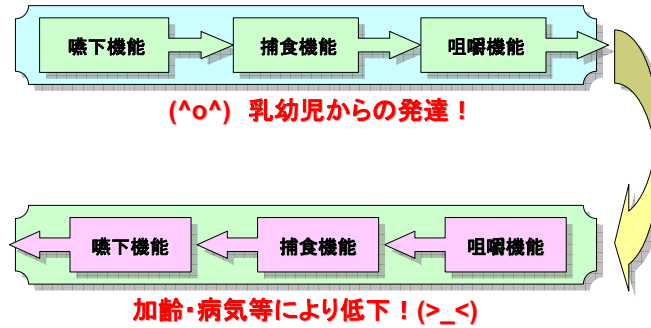 嚥下機能 捕食機能 咀嚼機能
(^o^) 乳幼児からの発達！
嚥下機能 捕食機能 咀嚼機能
加齢・病気等により低下！(>_<)